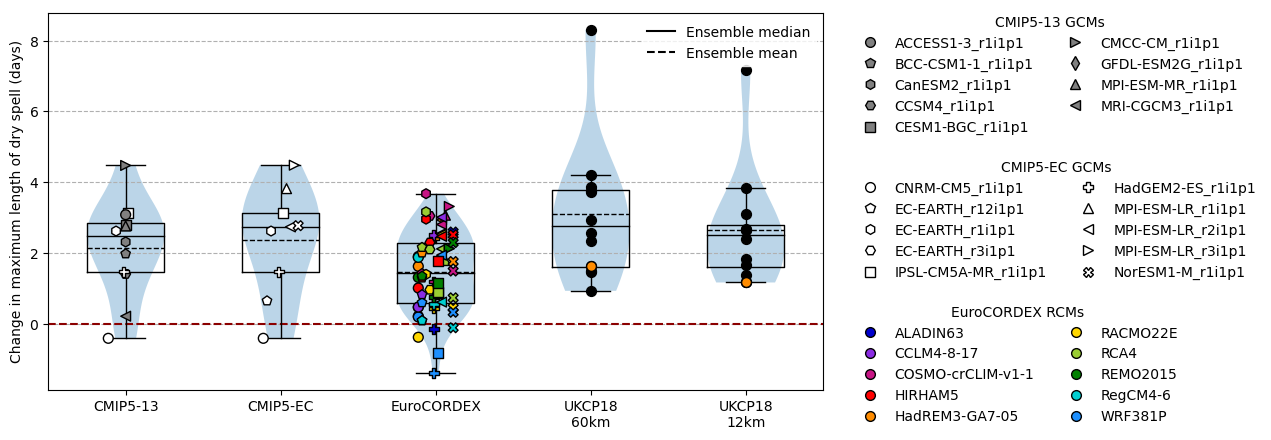 Change in maximum length of dry spell (days)
8
6
4
2
0
Ensemble median
Ensemble mean
CMIP5-13
CMIP5-EC
EuroCORDEX
UKCP18
60km
UKCP18
12km
CMIP5-13 GCMs
ACCESS1-3_r1i1p1
BCC-CSM1-1_r1i1p1
CanESM2_r1i1p1
CCSM4_r1i1p1
CESM1-BGC_r1i1p1
CMCC-CM_r1i1p1
GFDL-ESM2G_r1i1p1
MPI-ESM-MR_r1i1p1
MRI-CGCM3_r1i1p1
CMIP5-EC GCMs
CNRM-CM5_r1i1p1
EC-EARTH_r12i1p1
EC-EARTH_r1i1p1
EC-EARTH_r3i1p1
IPSL-CM5A-MR_r1i1p1
HadGEM2-ES_r1i1p1
MPI-ESM-LR_r1i1p1
MPI-ESM-LR_r2i1p1
MPI-ESM-LR_r3i1p1
NorESM1-M_r1i1p1
EuroCORDEX RCMs
ALADIN63
CCLM4-8-17
COSMO-crCLIM-v1-1
HIRHAM5
HadREM3-GA7-05
RACMO22E
RCA4
REMO2015
RegCM4-6
WRF381P